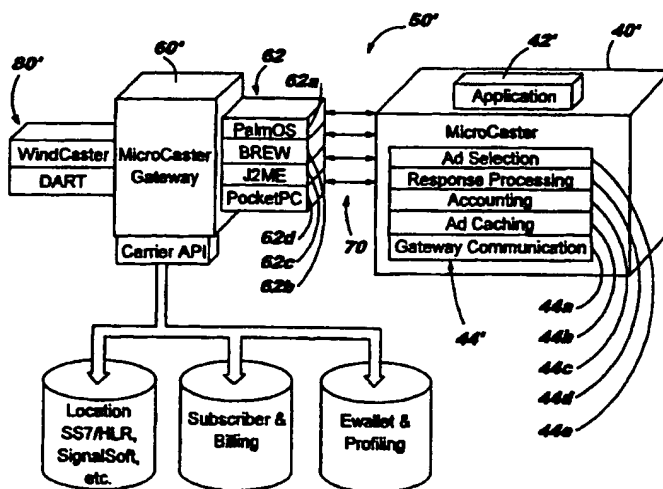 50'
60'
62
62a
42'
40'
80'
Application
MicroCaster
PalmOS
BREW
J2ME
PocketPC
WindCaster
DART
MicroCaster
Gateway
Ad Selection
Response Processing
Accounting
Ad Caching
Gateway Communication
Carrier API
62d
62c
62b
70
44'
44a
44b
44c
44d
44e
Location
SS7/HLR,
SignalSoft,
etc.
Subscriber &
Billing
Ewallet &
Profiling